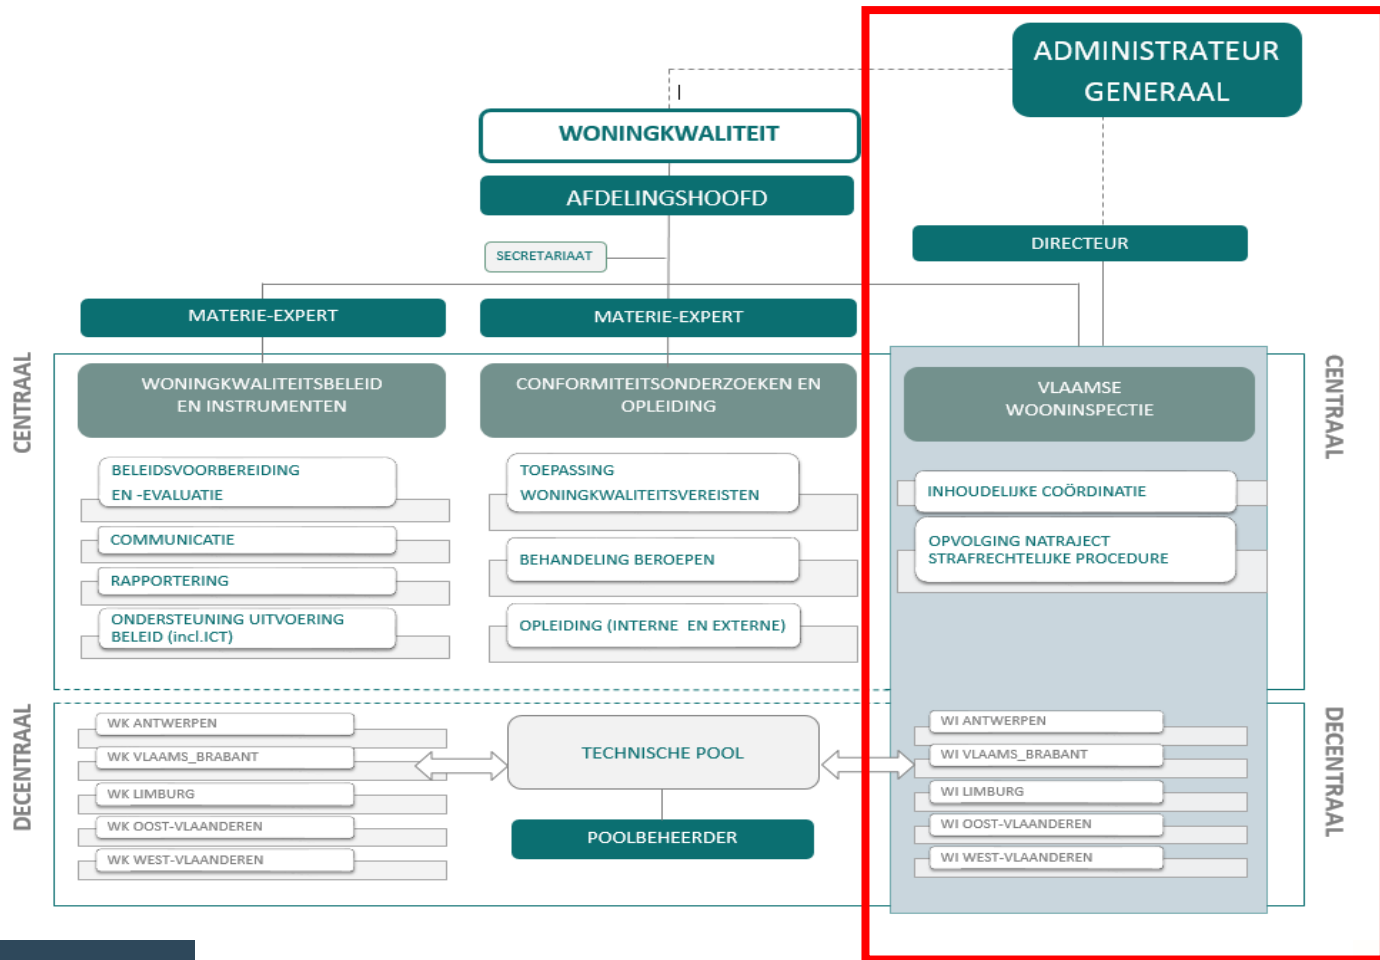 ADMINISTRATEUR
GENERAAL
WONINGKWALITEIT
AFDELINGSHOOFD
SECRETARIAAT
DIRECTEUR
MATERIE-EXPERT
MATERIE-EXPERT
CENTRAAL
WONINGKWALITEITSBELEID
EN INSTRUMENTEN
BELEIDSVOORBEREIDING
EN -EVALUATIE
COMMUNICATIE
RAPPORTERING
ONDERSTEUNING UITVOERING
BELEID (incl.ICT)
CONFORMITEITSONDERZOEKEN EN
OPLEIDING
TOEPASSING
WONINGKWALITEITSVEREISTEN
BEHANDELING BEROEPEN
OPLEIDING (INTERNE EN EXTERNE)
VLAAMSE
WOONINSPECTIE
INHOUDELIJKE COÖRDINATIE
OPVOLGING NATRAJECT
STRAFRECHTELIJKE PROCEDURE
CENTRAAL
DECENTRAAL
WK ANTWERPEN
WK VLAAMS_BRABANT
WK LIMBURG
WK OOST-VLAANDEREN
WK WEST-VLAANDEREN
TECHNISCHE POOL
POOLBEHEERDER
WI ANTWERPEN
WI VLAAMS_BRABANT
WI LIMBURG
WI OOST-VLAANDEREN
WI WEST-VLAANDEREN
DECENTRAAL